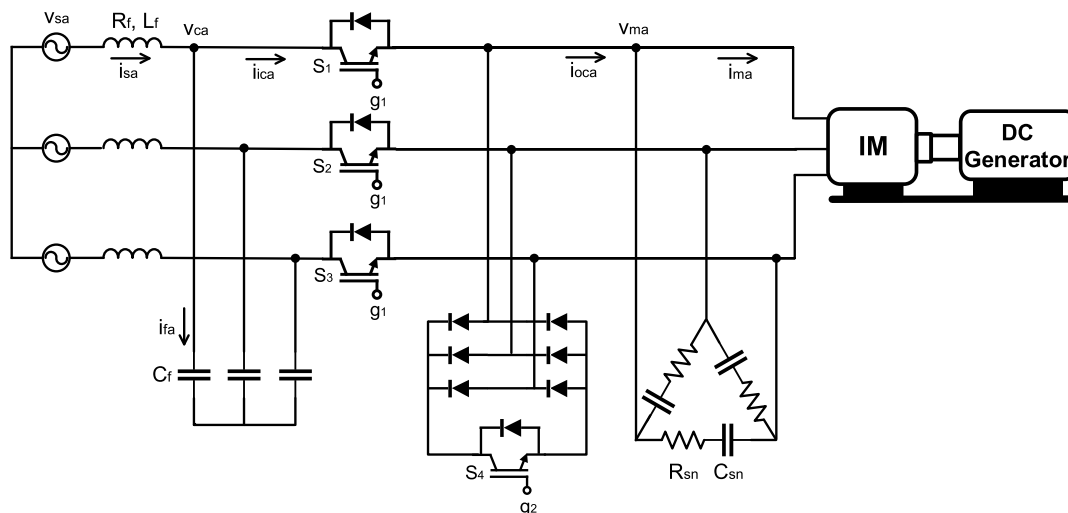 vsa
Rf, Lf
vca
vma
isa
iica
S1
g1
ioca
ima
IM
DC
Generator
S2
g1
S3
g1
ifa
Cf
S4
g2
Rsn
Csn